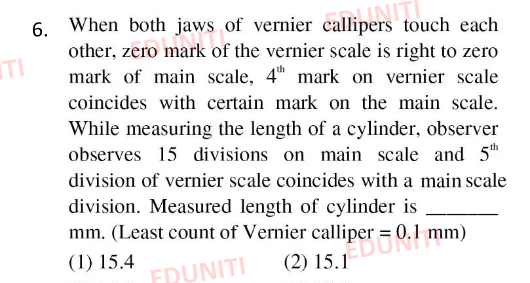 6. When both jaws of vernier callipers touch each
other, zero mark of the vernier scale is right to zero
mark of main scale, 4th mark on vernier scale
coincides with certain mark on the main scale.
While measuring the length of a cylinder, observer
observes 15 divisions on main scale and 5th
division of vernier scale coincides with a main scale
division. Measured length of cylinder is _______
mm. (Least count of Vernier calliper = 0.1 mm)
(1) 15.4 (2) 15.1
EDUNITI
EDUNITI
ITI
EDUNITI
EDUNITI